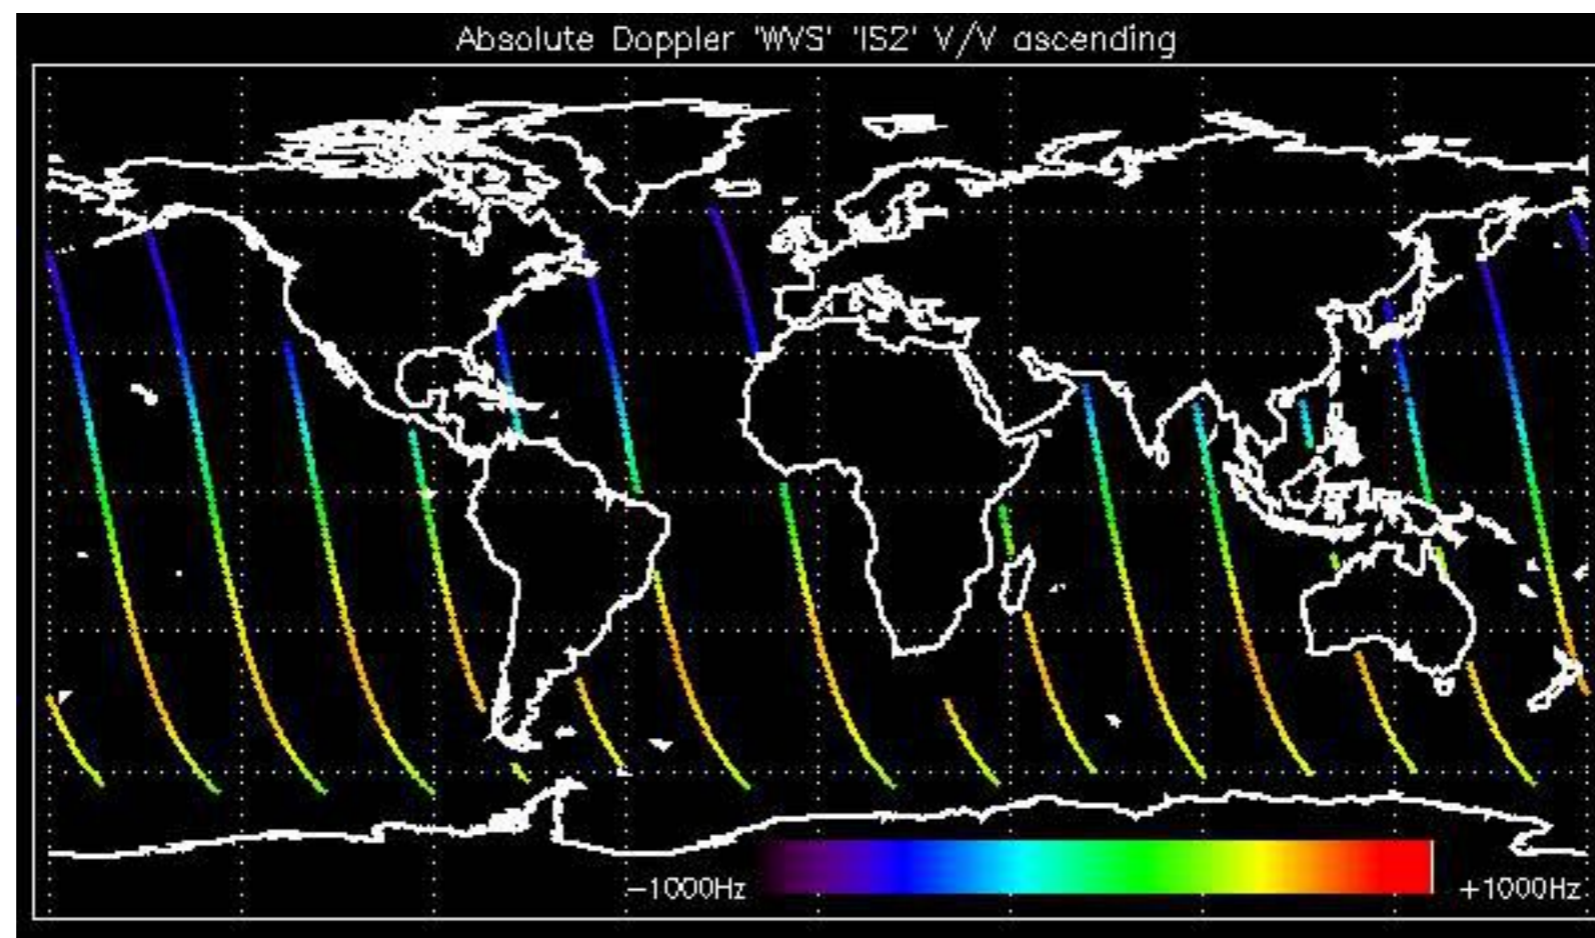 Absolute Doppler 'WVS' 'IS2' V/V ascending
−1000Hz
+1000Hz